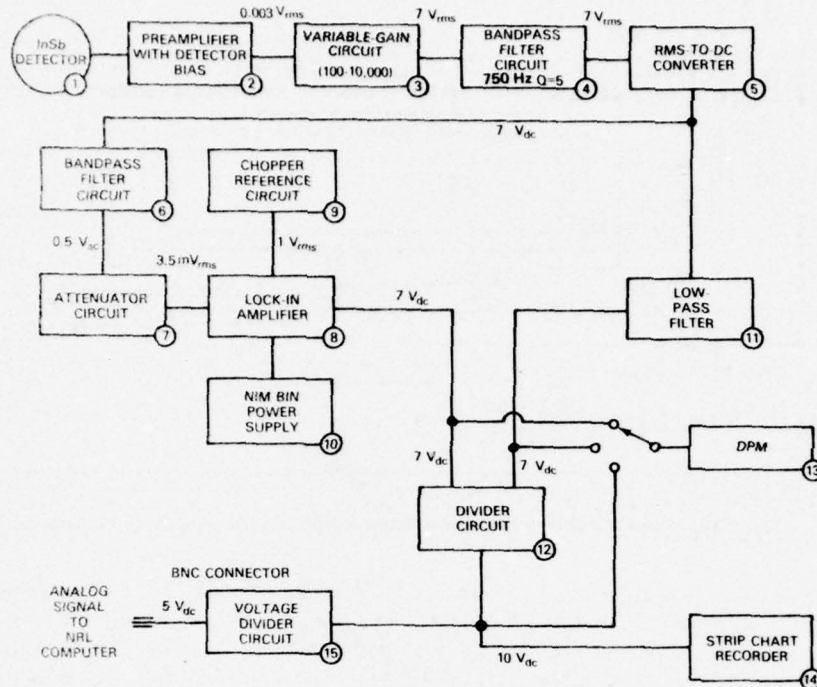 0.003 Vrms
7 Vrms
7 Vrms
InSb
DETECTOR
1
PREAMPLIFIER
WITH DETECTOR
BIAS
2
VARIABLE-GAIN
CIRCUIT
(100-10,000)
3
BANDPASS
FILTER
CIRCUIT
750 Hz Q=5
4
RMS-TO-DC
CONVERTER
5
7 Vdc
BANDPASS
FILTER
CIRCUIT
6
CHOPPER
REFERENCE
CIRCUIT
9
0.5 Vac
1 Vrms
3.5mVrms
ATTENUATOR
CIRCUIT
7
LOCK-IN
AMPLIFIER
8
7 Vdc
LOW-
PASS
FILTER
11
NIM BIN
POWER
SUPPLY
10
7 Vdc
7 Vdc
DPM
13
DIVIDER
CIRCUIT
12
BNC CONNECTOR
ANALOG
SIGNAL
TO
NRL
COMPUTER
5 Vdc
VOLTAGE
DIVIDER
CIRCUIT
15
10 Vdc
STRIP CHART
RECORDER
14